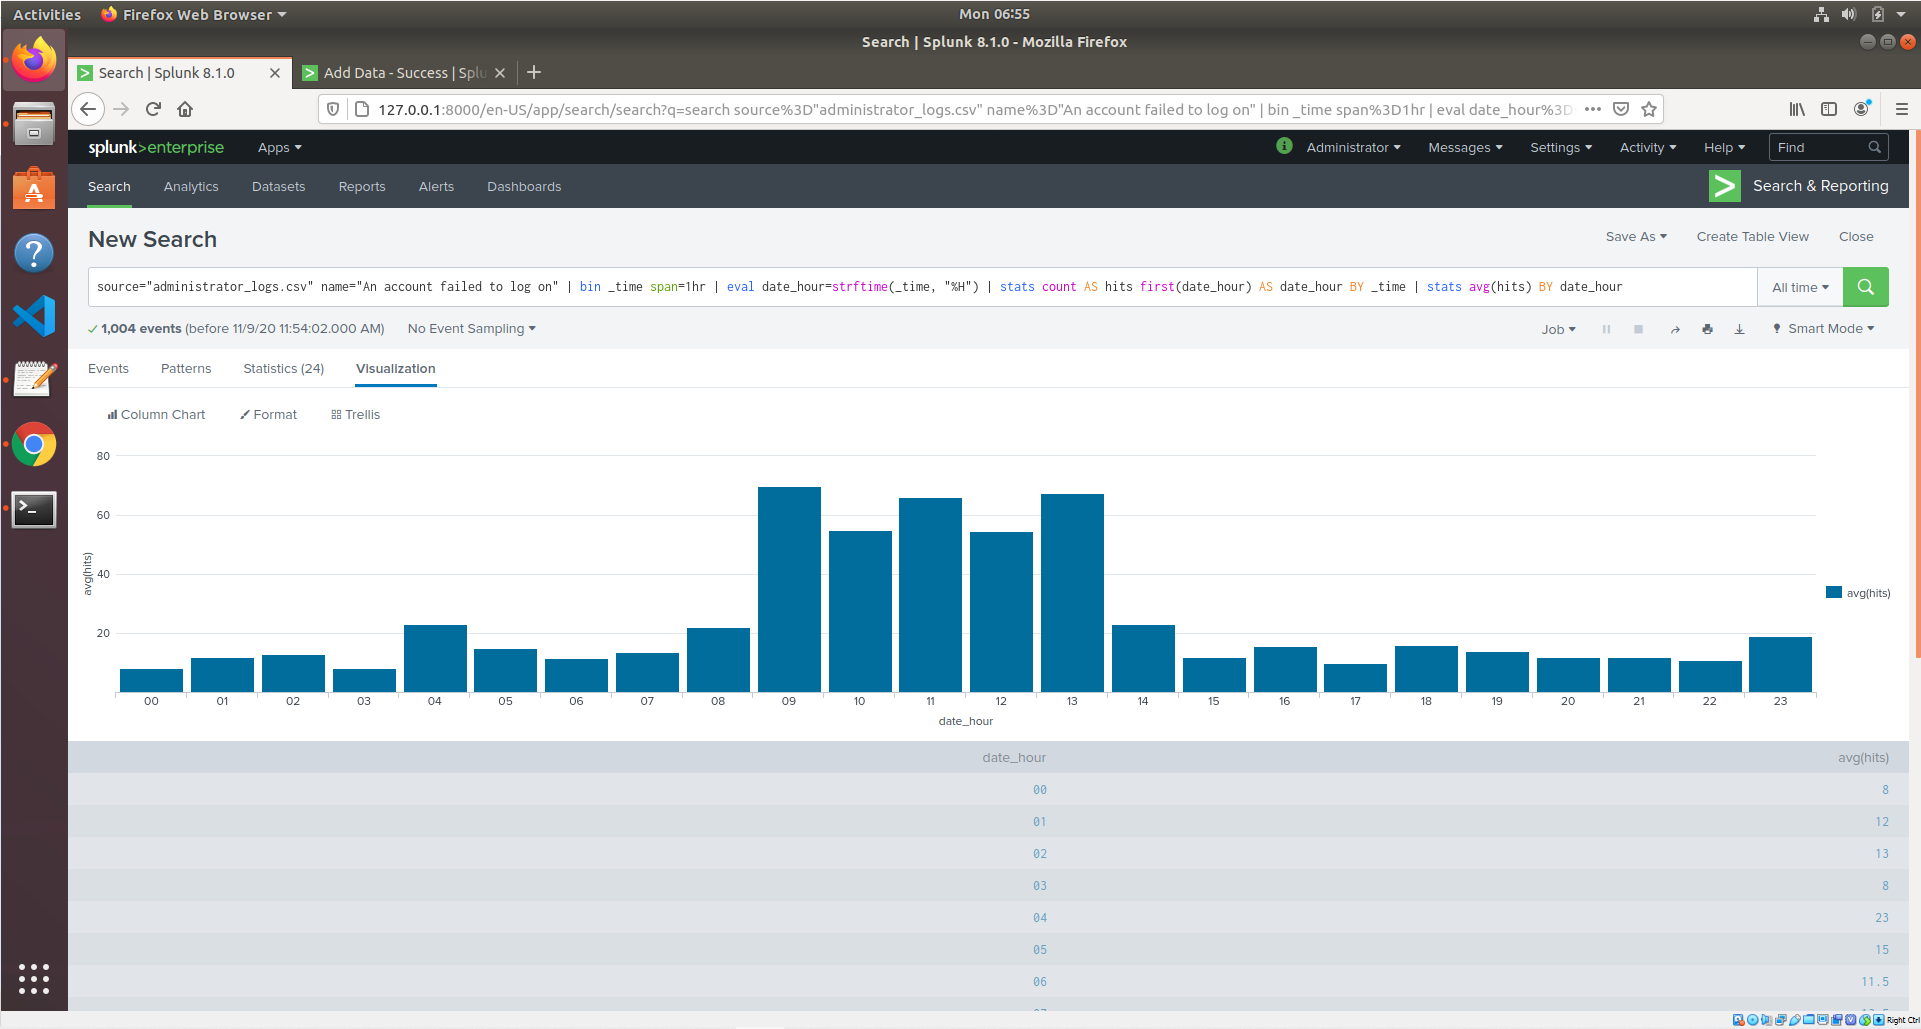 Activities Firefox Web Browser Mon 06:55
Search | Splunk 8.1.0 - Mozilla Firefox
Search | Splunk 8.1.0 Add Data - Success | Splu
127.0.0.1:8000/en-US/app/search/search?q=search source%3D"administrator_logs.csv" name%3D"An account failed to log on" | bin _time span%3D1hr | eval date_hour%3D
splunk>enterprise Apps Administrator Messages Settings Activity Help Find
Search Analytics Datasets Reports Alerts Dashboards Search & Reporting
New Search Save As Create Table View Close
source="administrator_logs.csv" name="An account failed to log on" | bin _time span=1hr | eval date_hour=strftime(_time, "%H") | stats count AS hits first(date_hour) AS date_hour BY _time | stats avg(hits) BY date_hour All time
1,004 events (before 11/9/20 11:54:02.000 AM) No Event Sampling Job Smart Mode
Events Patterns Statistics (24) Visualization
Column Chart Format Trellis
80
60
40
20
avg(hits)
avg(hits)
00 01 02 03 04 05 06 07 08 09 10 11 12 13 14 15 16 17 18 19 20 21 22 23
date_hour
date_hour avg(hits)
00 8
01 12
02 13
03 8
04 23
05 15
06 11.5
Right Ctrl